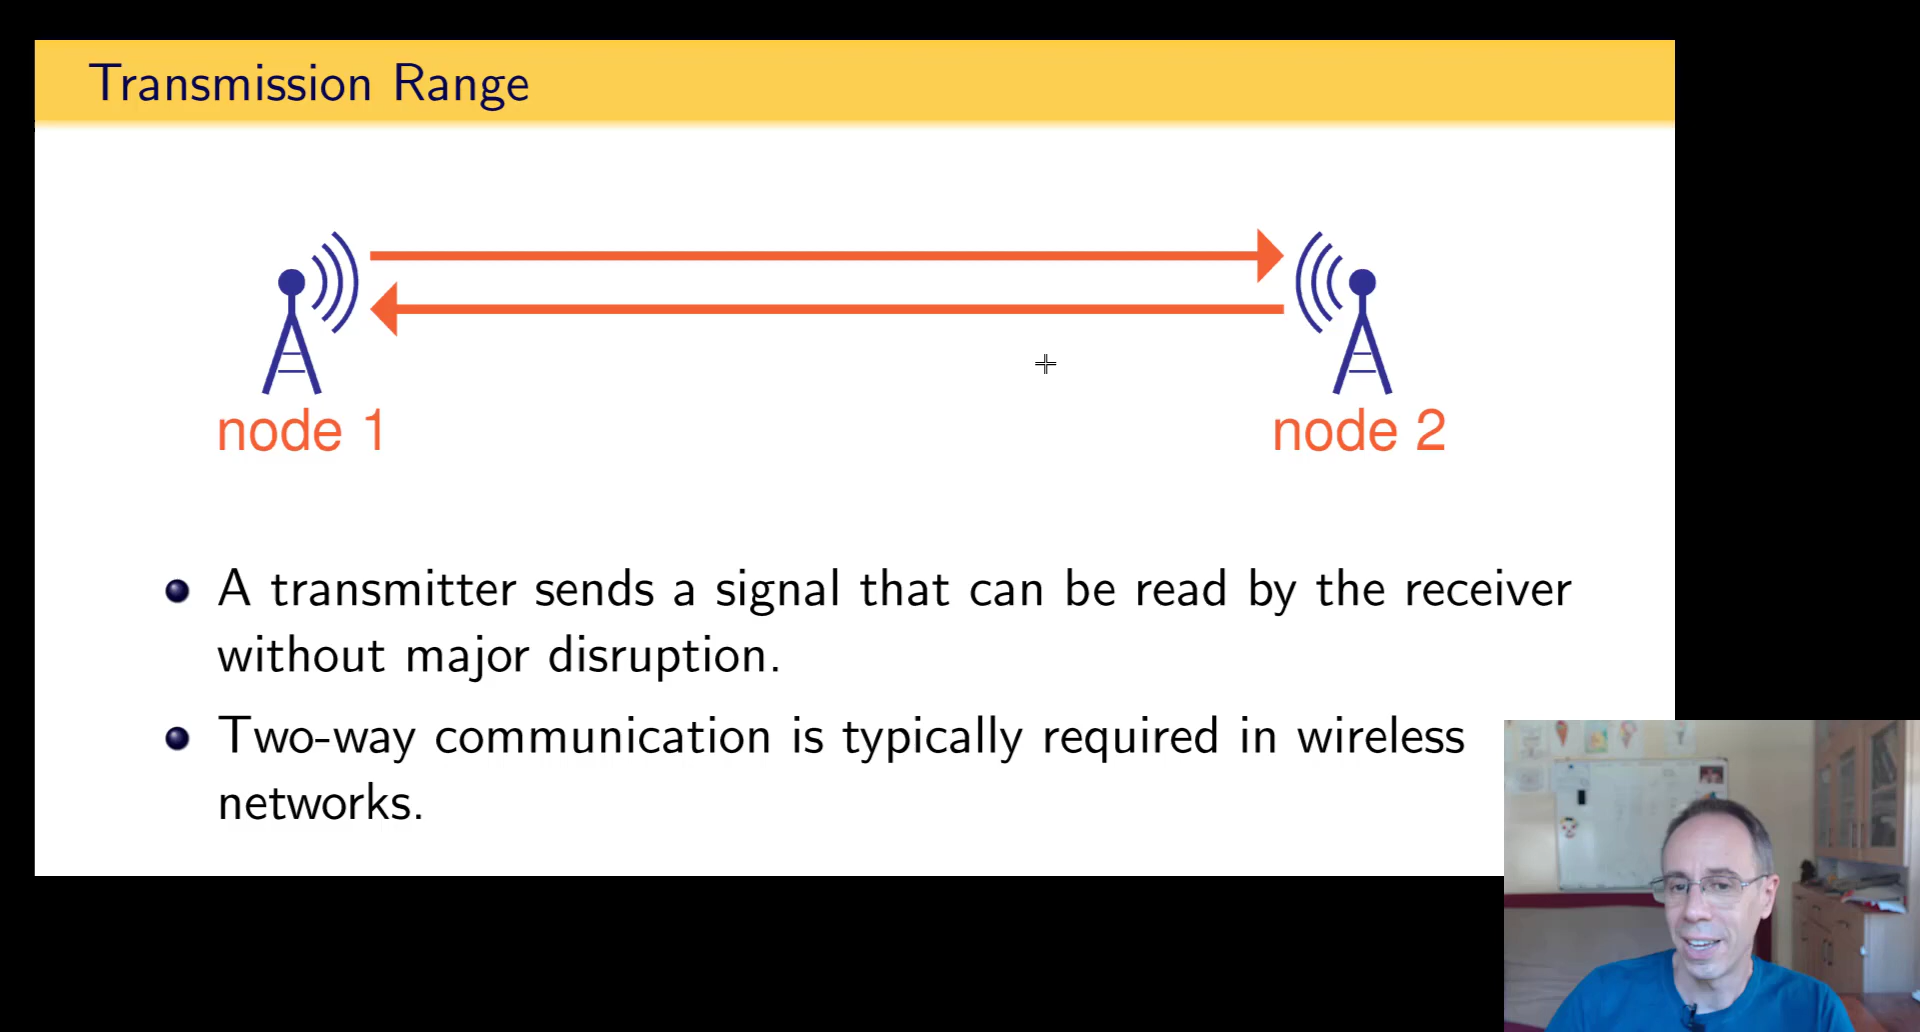 Transmission Range
node 1
node 2
A transmitter sends a signal that can be read by the receiver
without major disruption.
Two-way communication is typically required in wireless
networks.